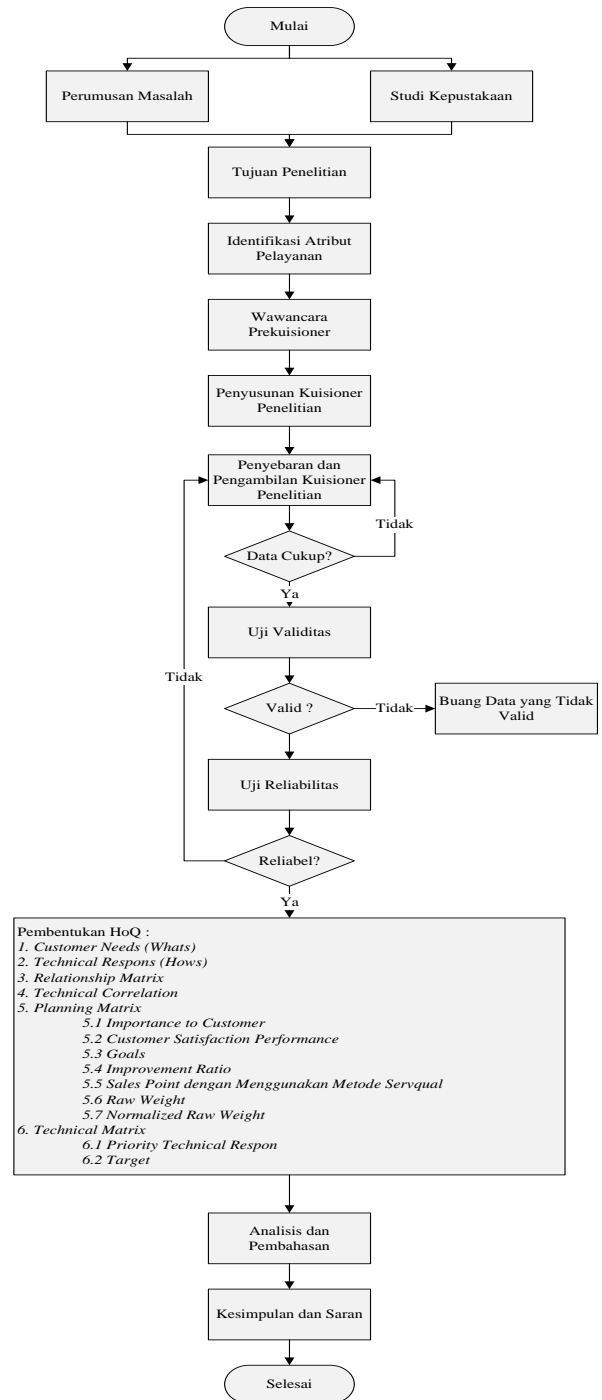 Mulai
Perumusan Masalah
Studi Kepustakaan
Tujuan Penelitian
Identifikasi Atribut
Pelayanan
Wawancara
Prekuisioner
Penyusunan Kuisioner
Penelitian
Penyebaran dan
Pengambilan Kuisioner
Penelitian
Tidak
Data Cukup?
Ya
Uji Validitas
Tidak
Valid ?
Tidak
Buang Data yang Tidak
Valid
Uji Reliabilitas
Reliabel?
Ya
Pembentukan HoQ :
1. Customer Needs (Whats)
2. Technical Respons (Hows)
3. Relationship Matrix
4. Technical Correlation
5. Planning Matrix
5.1 Importance to Customer
5.2 Customer Satisfaction Performance
5.3 Goals
5.4 Improvement Ratio
5.5 Sales Point dengan Menggunakan Metode Servqual
5.6 Raw Weight
5.7 Normalized Raw Weight
6. Technical Matrix
6.1 Priority Technical Respon
6.2 Target
Analisis dan
Pembahasan
Kesimpulan dan Saran
Selesai